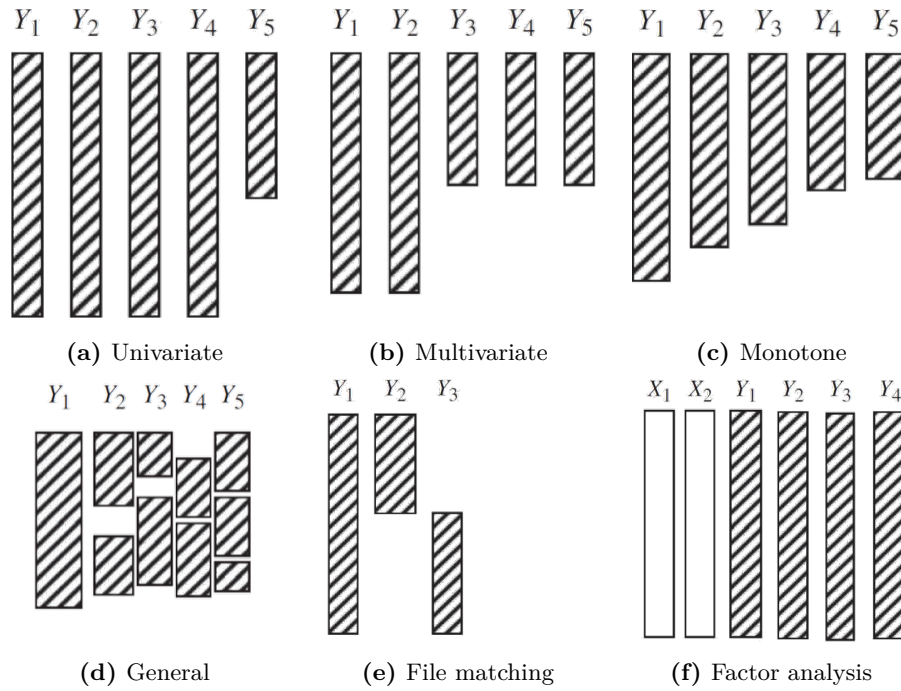 Y₁ Y₂ Y₃ Y₄ Y₅ Y₁ Y₂ Y₃ Y₄ Y₅ Y₁ Y₂ Y₃ Y₄ Y₅
(a) Univariate (b) Multivariate (c) Monotone
Y₁ Y₂ Y₃ Y₄ Y₅ Y₁ Y₂ Y₃ X₁ X₂ Y₁ Y₂ Y₃ Y₄
(d) General (e) File matching (f) Factor analysis